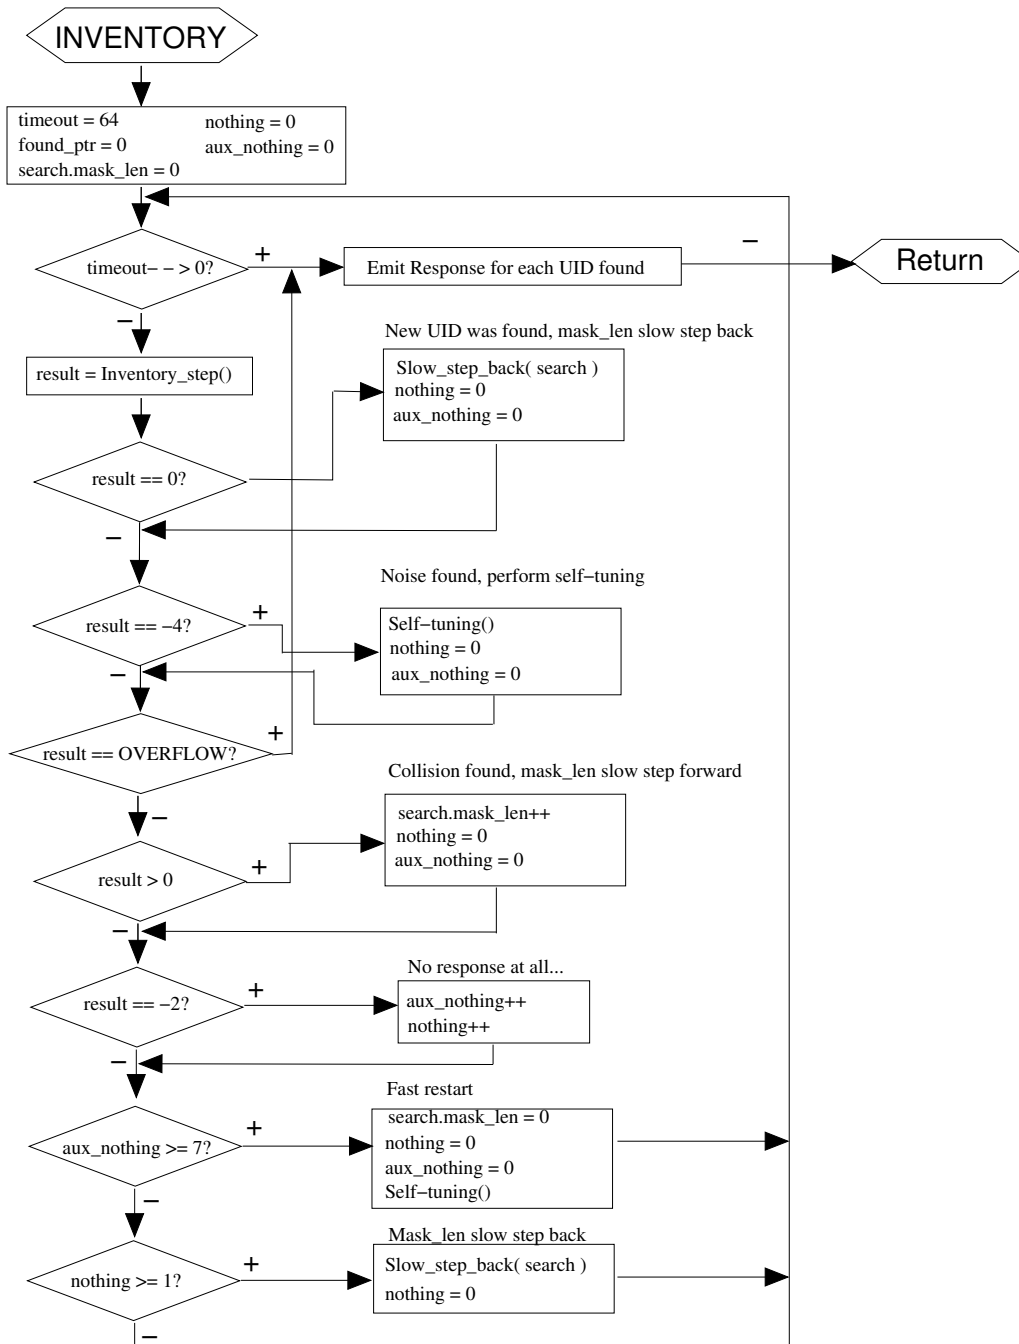 INVENTORY
timeout = 64
nothing = 0
found_ptr = 0
aux_nothing = 0
search.mask_len = 0
timeout− − > 0?
+
Emit Response for each UID found
−
Return
−
New UID was found, mask_len slow step back
result = Inventory_step()
Slow_step_back( search )
nothing = 0
aux_nothing = 0
result == 0?
−
Noise found, perform self−tuning
result == −4?
+
Self−tuning()
nothing = 0
aux_nothing = 0
−
result == OVERFLOW?
+
Collision found, mask_len slow step forward
−
search.mask_len++
nothing = 0
aux_nothing = 0
result > 0
+
−
No response at all...
result == −2?
+
aux_nothing++
nothing++
−
Fast restart
search.mask_len = 0
nothing = 0
aux_nothing = 0
Self−tuning()
aux_nothing >= 7?
+
−
Mask_len slow step back
Slow_step_back( search )
nothing = 0
nothing >= 1?
+
−